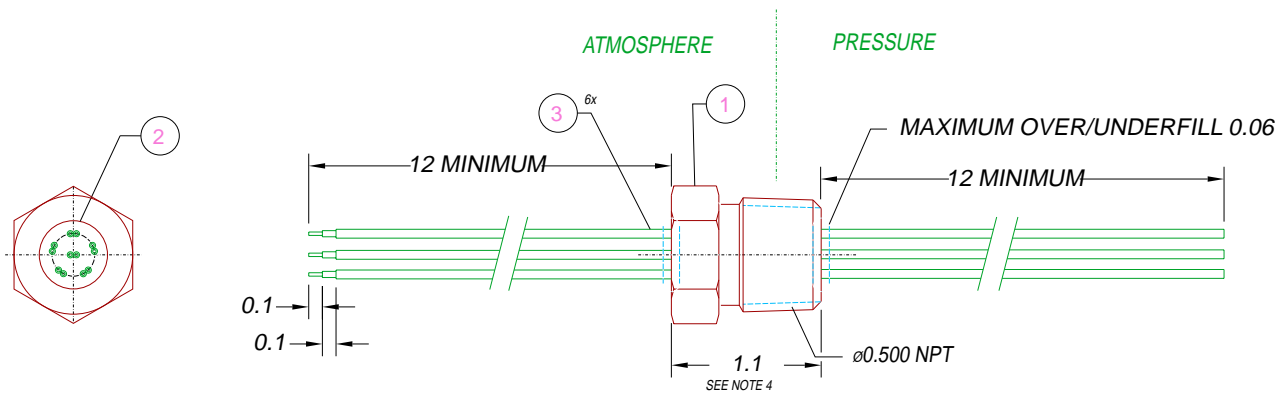 ATMOSPHERE
PRESSURE
6x
3
1
2
MAXIMUM OVER/UNDERFILL 0.06
12 MINIMUM
12 MINIMUM
0.1
0.1
ø0.500 NPT
1.1
SEE NOTE 4